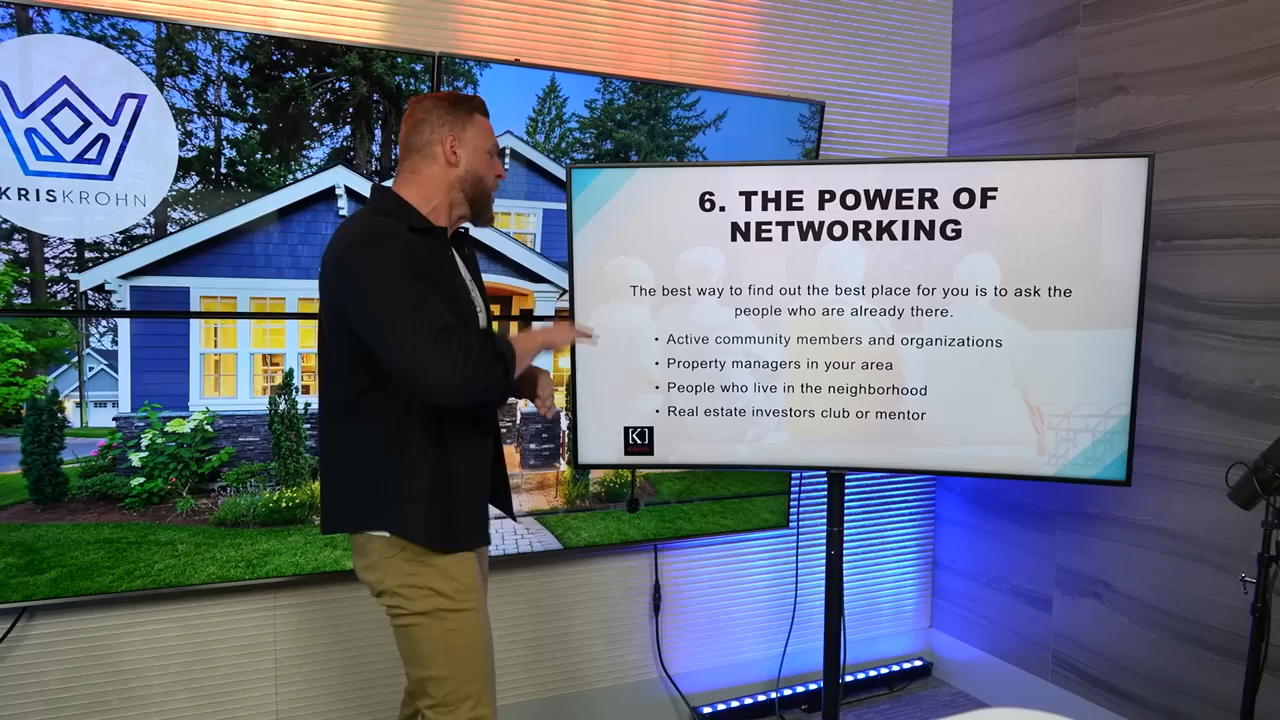 KRISKROHN
6. THE POWER OF
NETWORKING
The best way to find out the best place for you is to ask the
people who are already there.
• Active community members and organizations
• Property managers in your area
• People who live in the neighborhood
• Real estate investors club or mentor
[K]